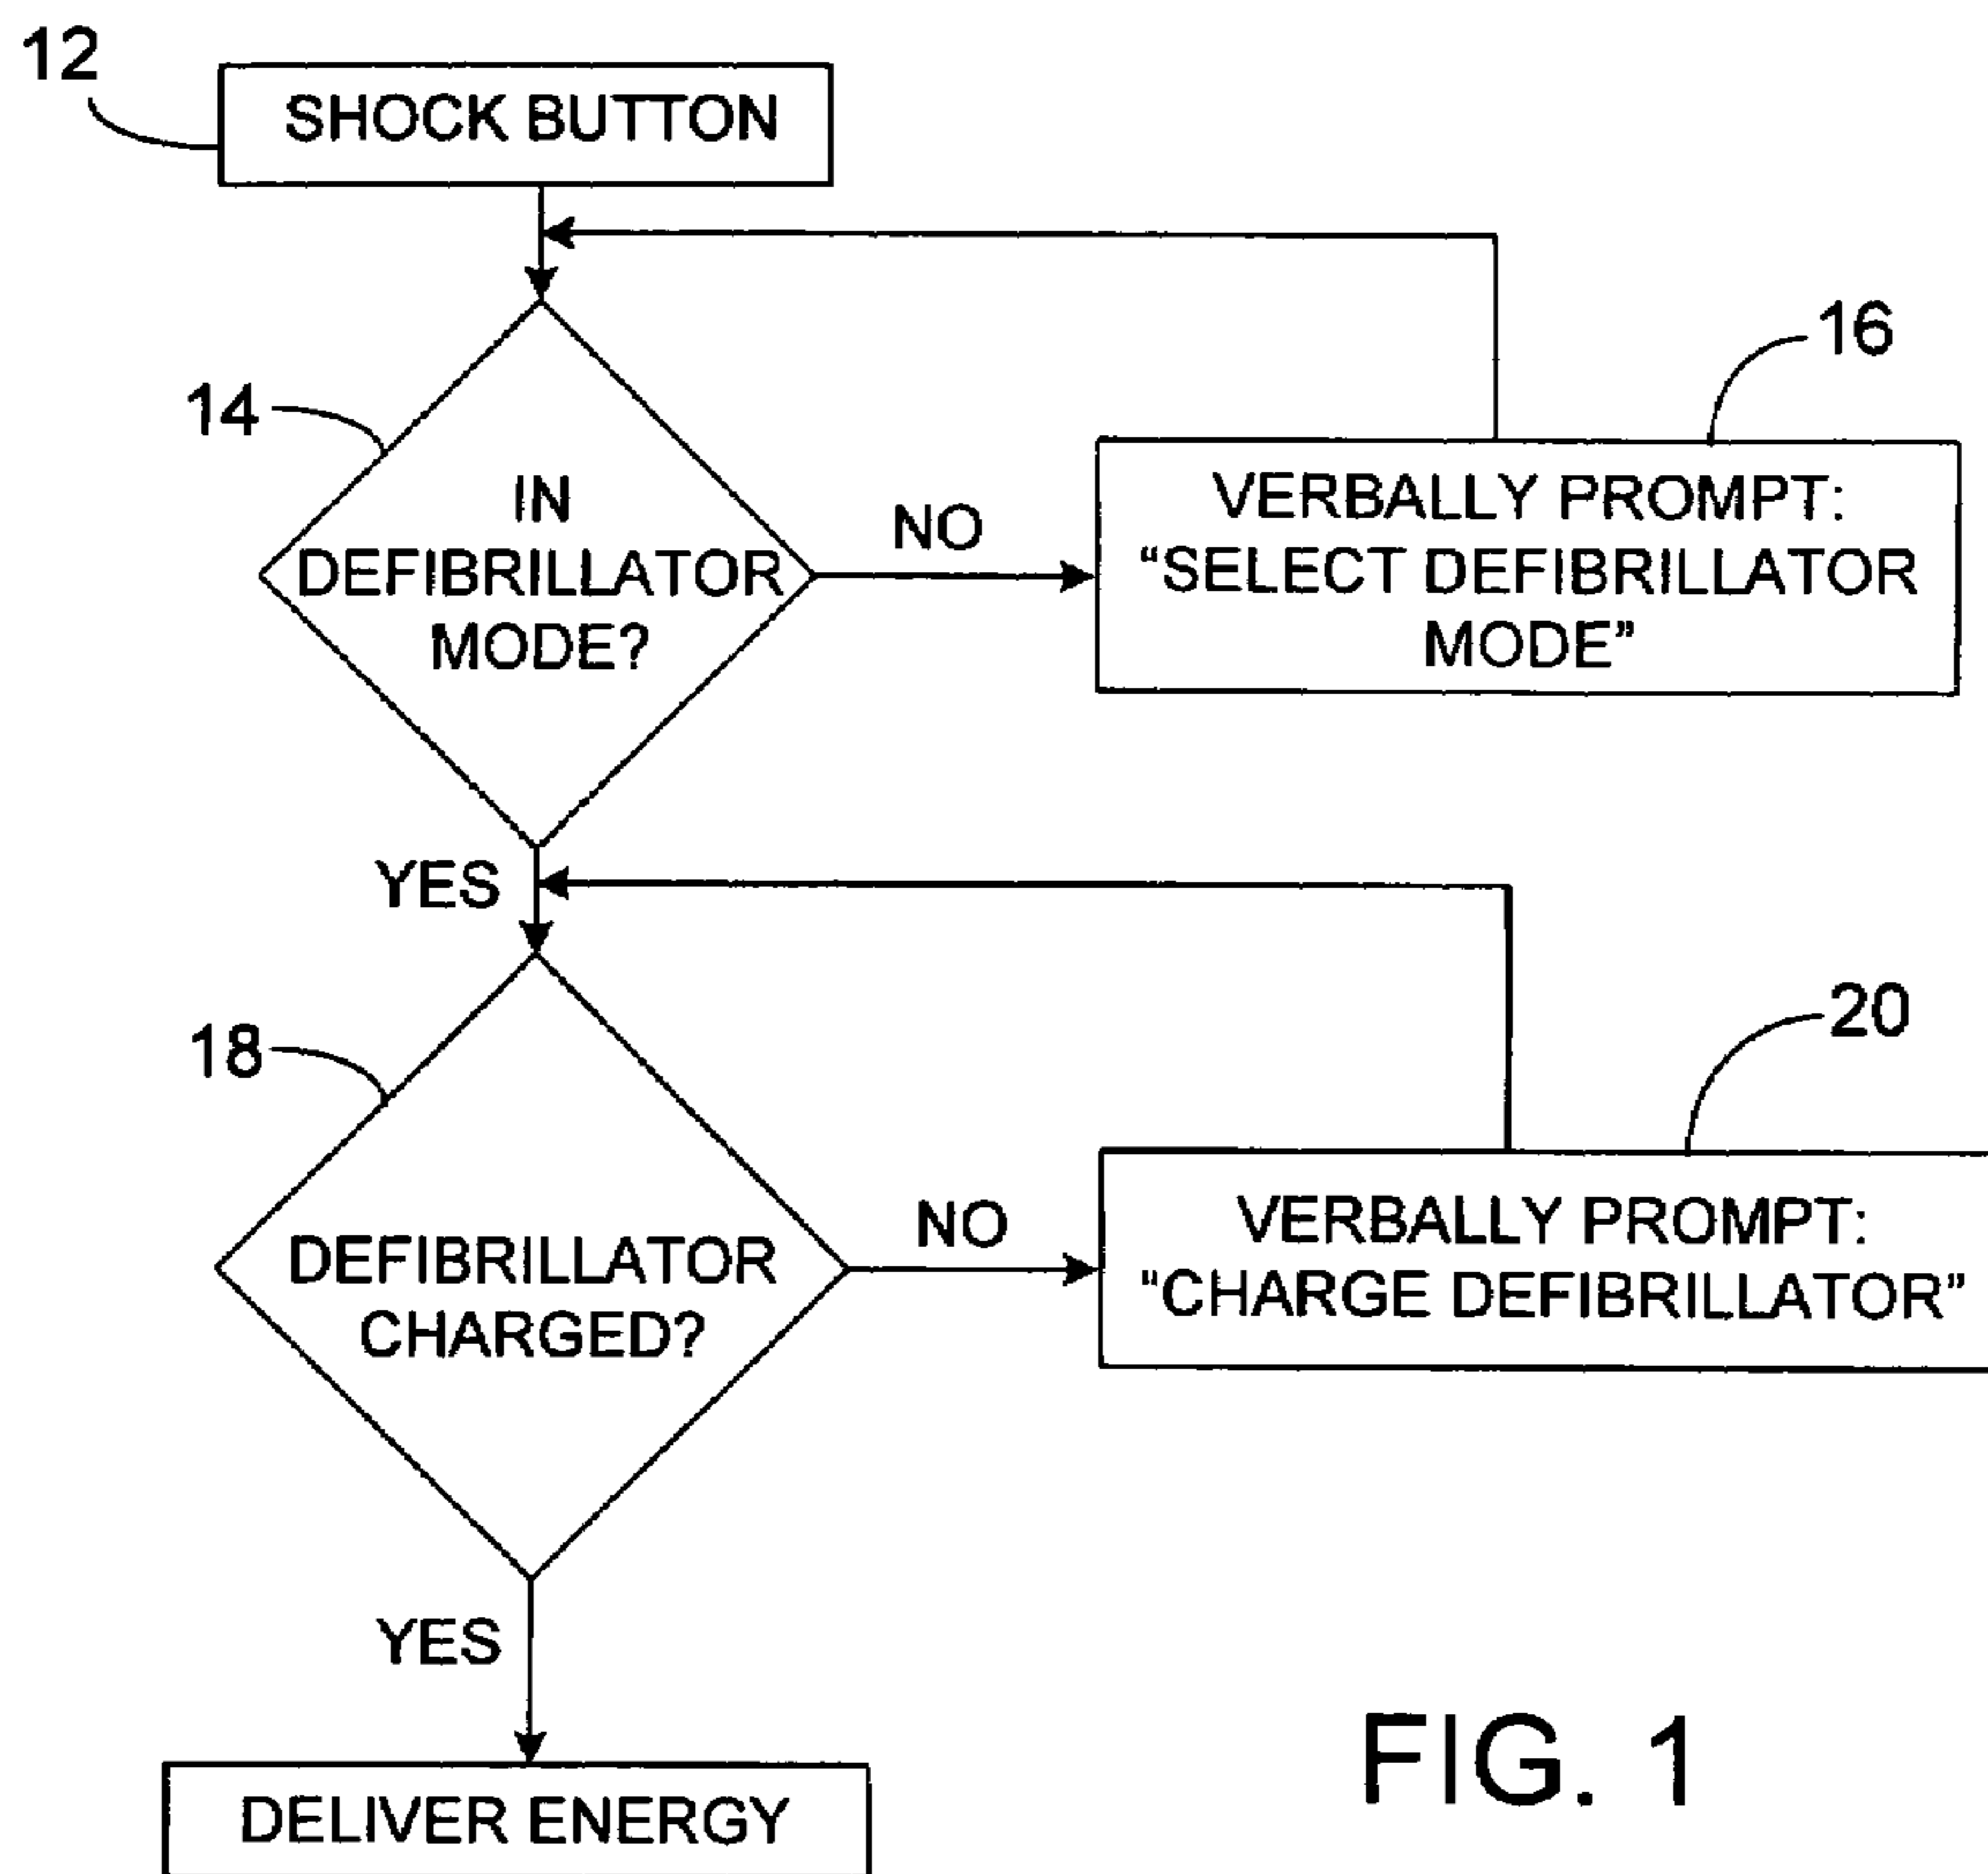 12
SHOCK BUTTON
14
IN
DEFIBRILLATOR
MODE?
NO
16
VERBALLY PROMPT:
“SELECT DEFIBRILLATOR
MODE”
YES
18
DEFIBRILLATOR
CHARGED?
NO
20
VERBALLY PROMPT:
"CHARGE DEFIBRILLATOR”
YES
DELIVER ENERGY
FIG. 1